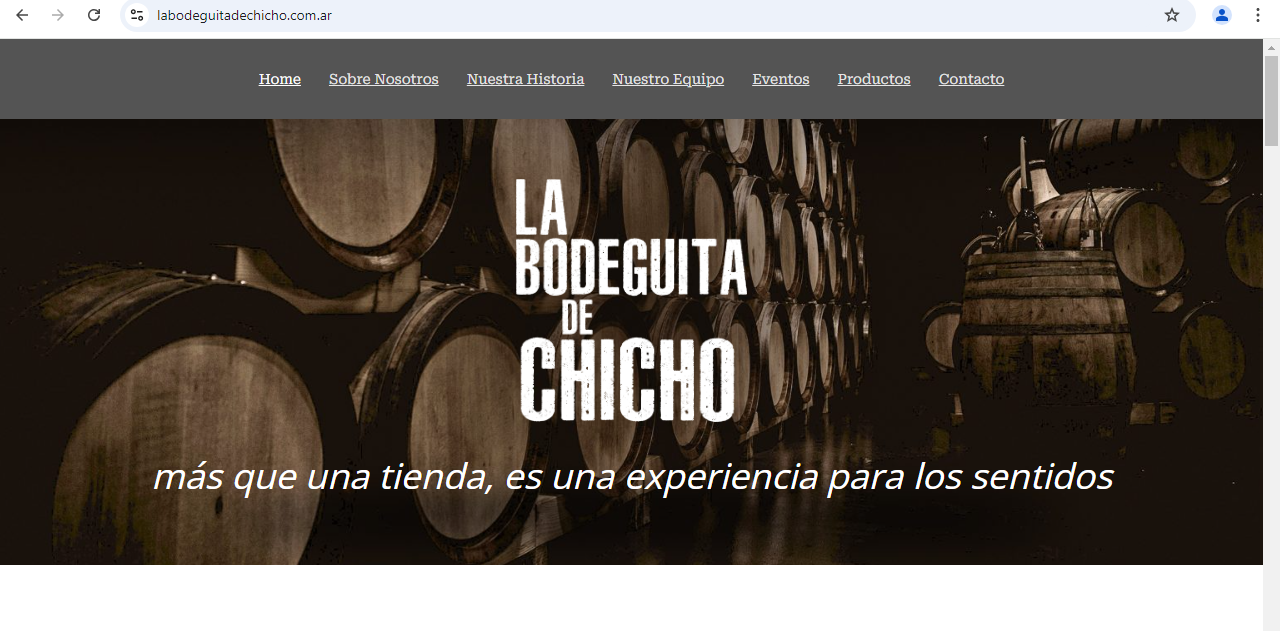 labodeguitadechicho.com.ar
Home Sobre Nosotros Nuestra Historia Nuestro Equipo Eventos Productos Contacto
LA
BODEGUITA
DE
CHICHO
más que una tienda, es una experiencia para los sentidos